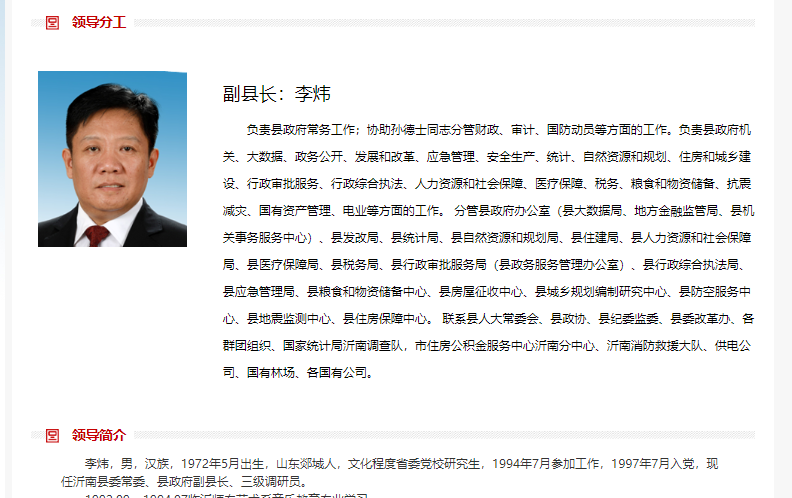 领导分工
副县长：李炜
负责县政府常务工作；协助孙德士同志分管财政、审计、国防动员等方面的工作。负责县政府机
关、大数据、政务公开、发展和改革、应急管理、安全生产、统计、自然资源和规划、住房和城乡建
设、行政审批服务、行政综合执法、人力资源和社会保障、医疗保障、税务、粮食和物资储备、抗震
减灾、国有资产管理、电业等方面的工作。 分管县政府办公室（县大数据局、地方金融监管局、县机
关事务服务中心）、县发改局、县统计局、县自然资源和规划局、县住建局、县人力资源和社会保障
局、县医疗保障局、县税务局、县行政审批服务局（县政务服务管理办公室）、县行政综合执法局、
县应急管理局、县粮食和物资储备中心、县房屋征收中心、县城乡规划编制研究中心、县防空服务中
心、县地震监测中心、县住房保障中心。 联系县人大常委会、县政协、县纪委监委、县委改革办、各
群团组织、国家统计局沂南调查队，市住房公积金服务中心沂南分中心、沂南消防救援大队、供电公
司、国有林场、各国有公司。
领导简介
李炜，男，汉族，1972年5月出生，山东郯城人，文化程度省委党校研究生，1994年7月参加工作，1997年7月入党，现
任沂南县委常委、县政府副县长、三级调研员。
1992.09—1994.07临沂师专艺术系音乐教育专业学习